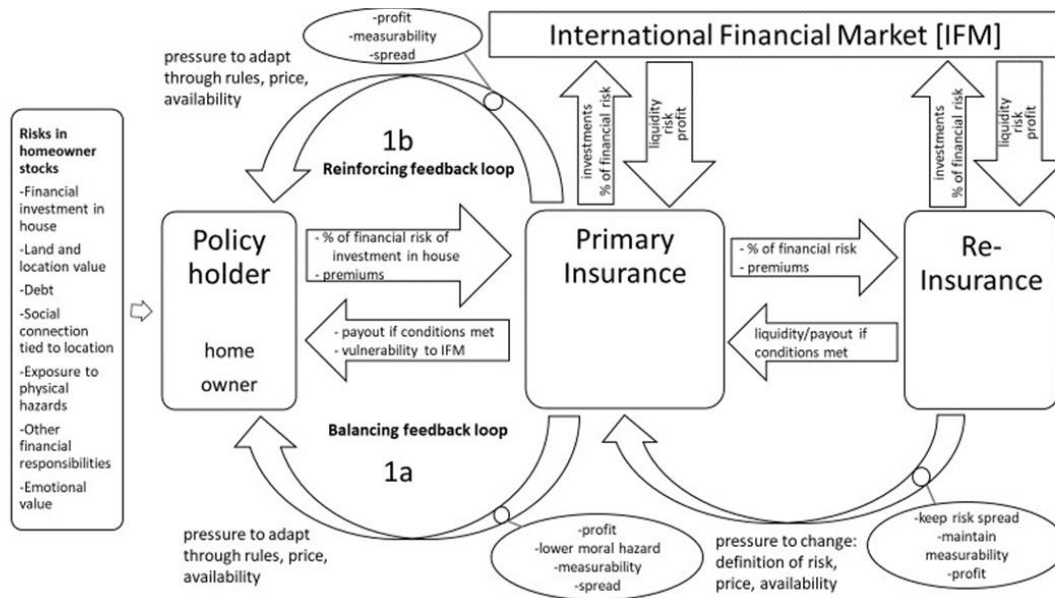 -profit
-measurability
-spread
International Financial Market [IFM]
pressure to adapt
through rules, price,
availability
investments
% of financial risk
liquidity
risk
profit
investments
% of financial risk
liquidity
risk
profit
Risks in
homeowner
stocks
-Financial
investment in
house
-Land and
location value
-Debt
-Social
connection
tied to location
-Exposure to
physical
hazards
-Other
financial
responsibilities
-Emotional
value
1b
Reinforcing feedback loop
Policy
holder
home
owner
- % of financial risk of
investment in house
- premiums
- payout if conditions met
- vulnerability to IFM
Primary
Insurance
- % of financial risk
- premiums
liquidity/payout if
conditions met
Re-
Insurance
Balancing feedback loop
1a
pressure to adapt
through rules, price,
availability
-profit
-lower moral hazard
-measurability
-spread
pressure to change:
definition of risk,
price, availability
-keep risk spread
-maintain
measurability
-profit